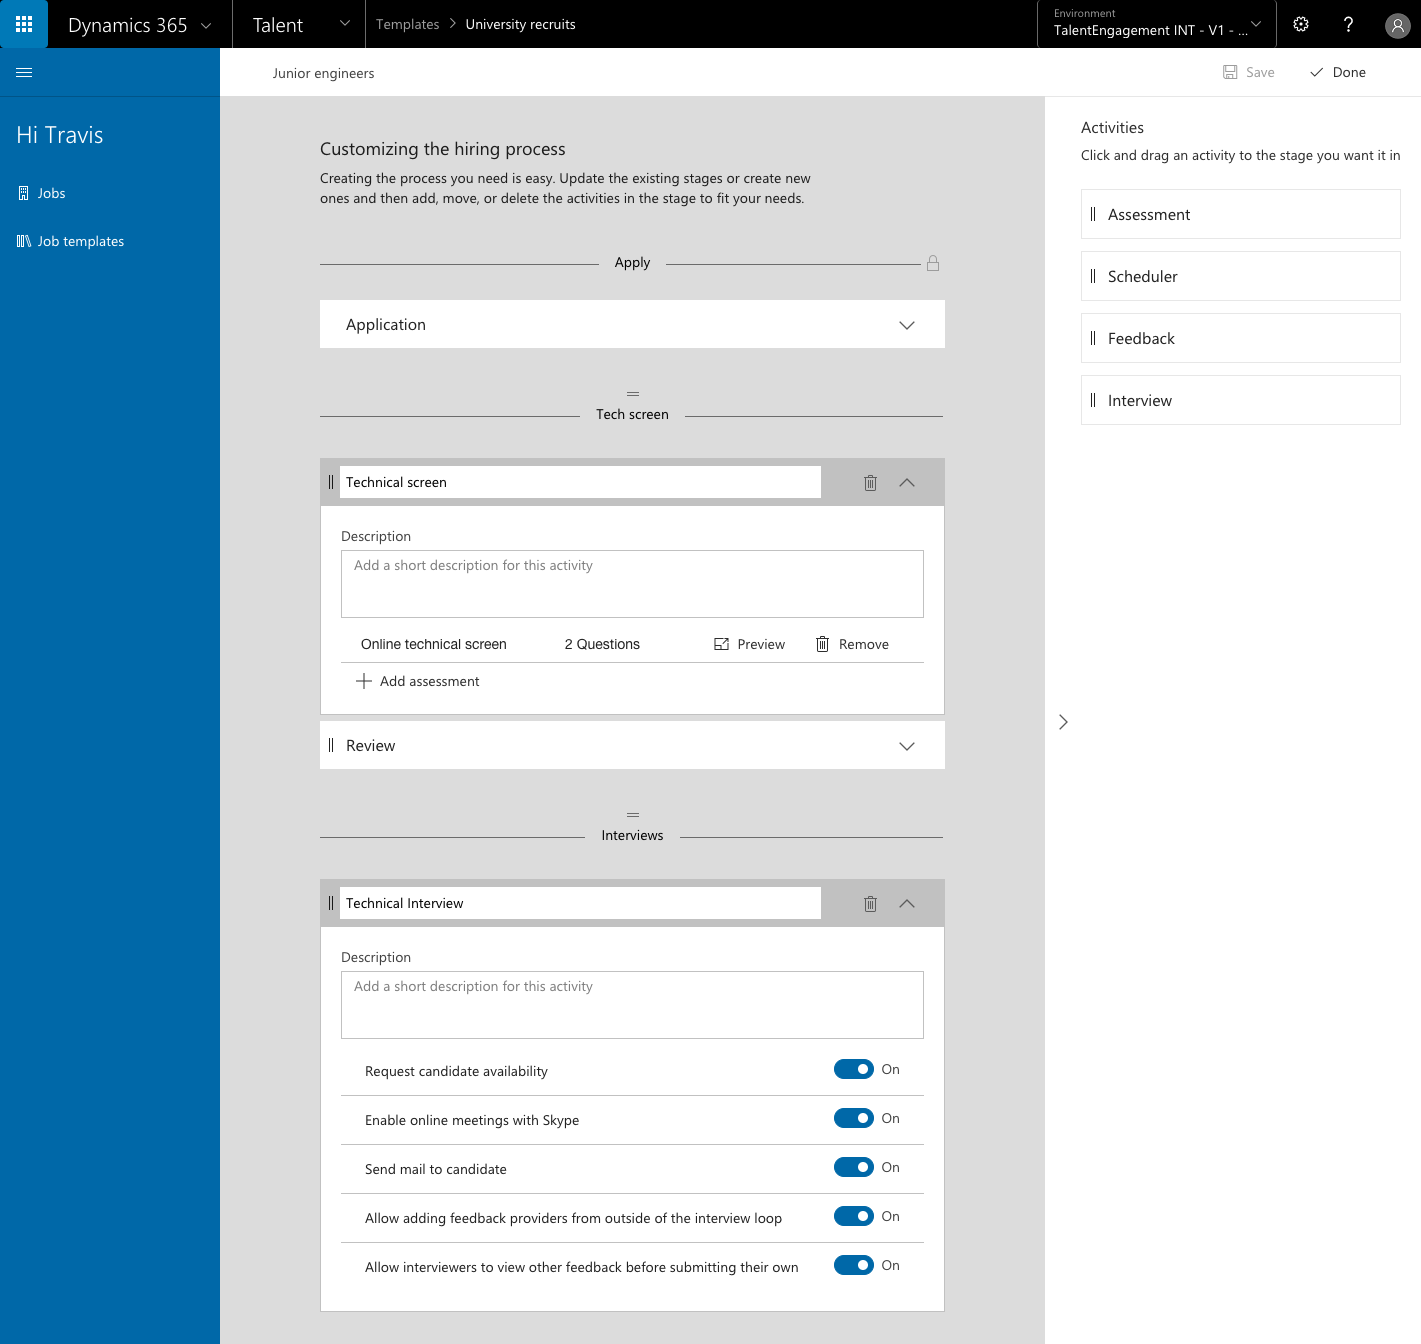 Dynamics 365
Talent
Templates
University recruits
Environment
TalentEngagement INT - V1 - ...
?
Junior engineers
Save
Done
Hi Travis
Jobs
Job templates
Customizing the hiring process
Creating the process you need is easy. Update the existing stages or create new
ones and then add, move, or delete the activities in the stage to fit your needs.
Apply
Application
Tech screen
Technical screen
Description
Add a short description for this activity
Online technical screen
2 Questions
Preview
Remove
Add assessment
Review
Interviews
Technical Interview
Description
Add a short description for this activity
Request candidate availability
On
Enable online meetings with Skype
On
Send mail to candidate
On
Allow adding feedback providers from outside of the interview loop
On
Allow interviewers to view other feedback before submitting their own
On
Activities
Click and drag an activity to the stage you want it in
Assessment
Scheduler
Feedback
Interview